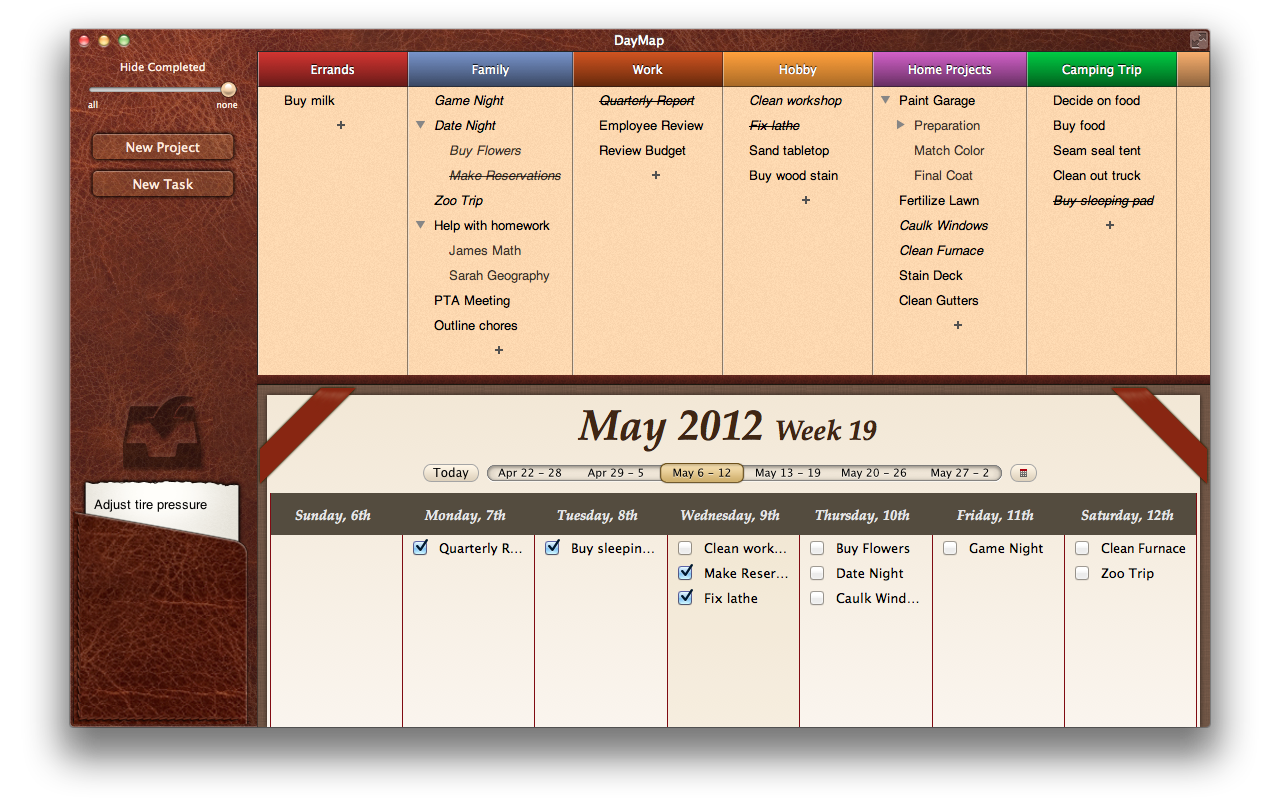 DayMap
Hide Completed
all none
New Project
New Task
Adjust tire pressure
Errands
Buy milk
+
Family
Game Night
Date Night
Buy Flowers
Make Reservations
Zoo Trip
Help with homework
James Math
Sarah Geography
PTA Meeting
Outline chores
+
Work
Quarterly Report
Employee Review
Review Budget
+
Hobby
Clean workshop
Fix lathe
Sand tabletop
Buy wood stain
+
Home Projects
Paint Garage
Preparation
Match Color
Final Coat
Fertilize Lawn
Caulk Windows
Clean Furnace
Stain Deck
Clean Gutters
+
Camping Trip
Decide on food
Buy food
Seam seal tent
Clean out truck
Buy sleeping pad
+
May 2012 Week 19
Today Apr 22 – 28 Apr 29 – 5 May 6 – 12 May 13 – 19 May 20 – 26 May 27 – 2
Sunday, 6th
Monday, 7th
Quarterly R...
Tuesday, 8th
Buy sleepin...
Wednesday, 9th
Clean work...
Make Reser...
Fix lathe
Thursday, 10th
Buy Flowers
Date Night
Caulk Wind...
Friday, 11th
Game Night
Saturday, 12th
Clean Furnace
Zoo Trip